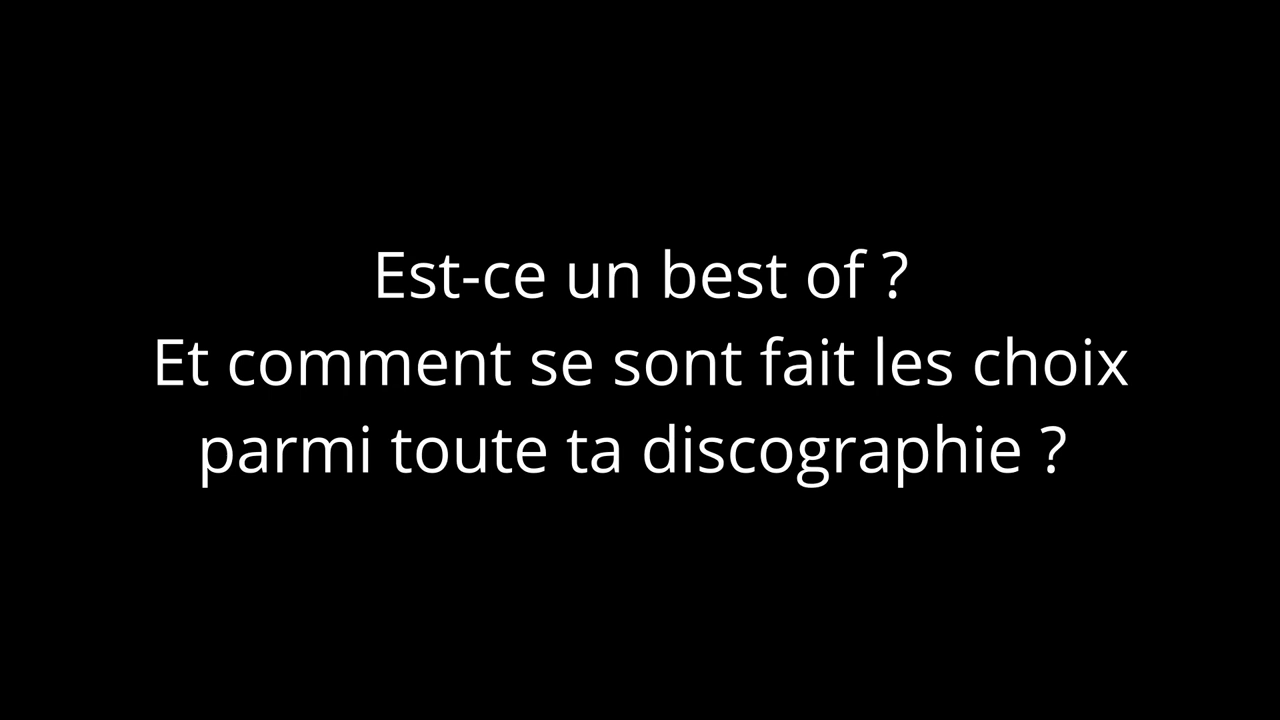 Est-ce un best of ?
Et comment se sont fait les choix
parmi toute ta discographie ?